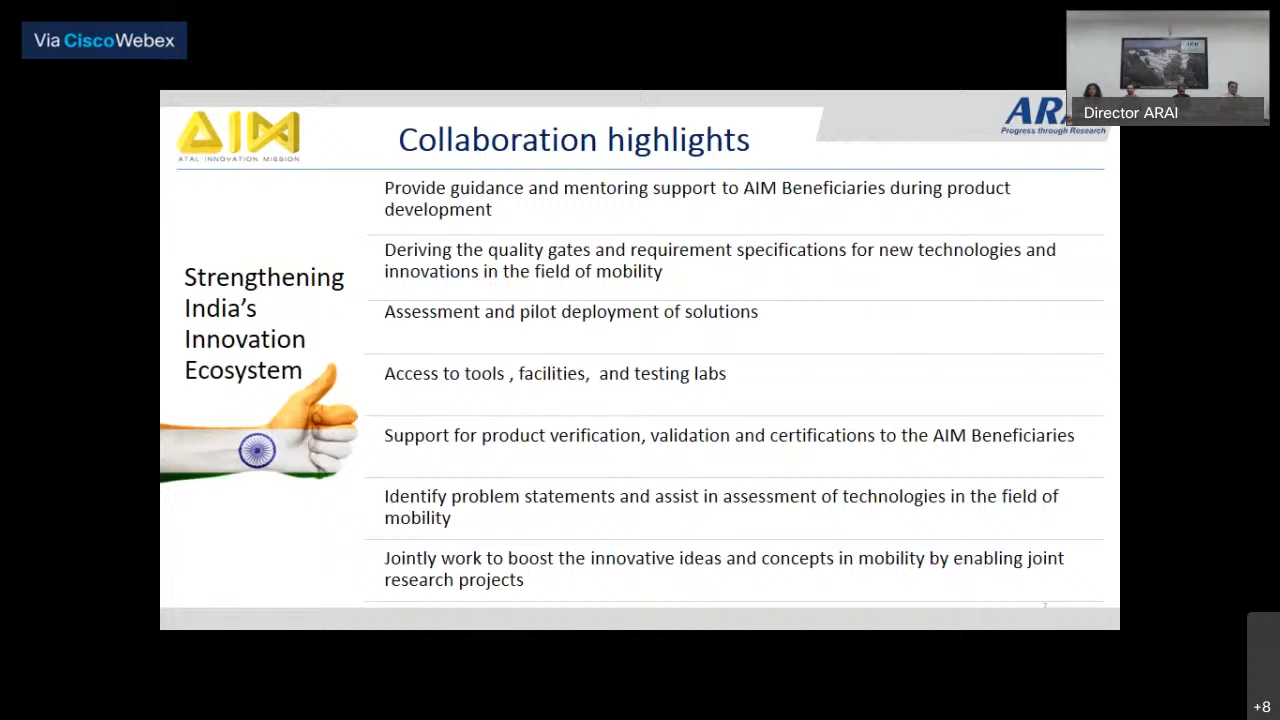 Via Cisco Webex
Director ARAI
AIM
ATAL INNOVATION MISSION
Collaboration highlights
Progress through Research
Strengthening
India’s
Innovation
Ecosystem
Provide guidance and mentoring support to AIM Beneficiaries during product
development
Deriving the quality gates and requirement specifications for new technologies and
innovations in the field of mobility
Assessment and pilot deployment of solutions
Access to tools , facilities,  and testing labs
Support for product verification, validation and certifications to the AIM Beneficiaries
Identify problem statements and assist in assessment of technologies in the field of
mobility
Jointly work to boost the innovative ideas and concepts in mobility by enabling joint
research projects
7
+8